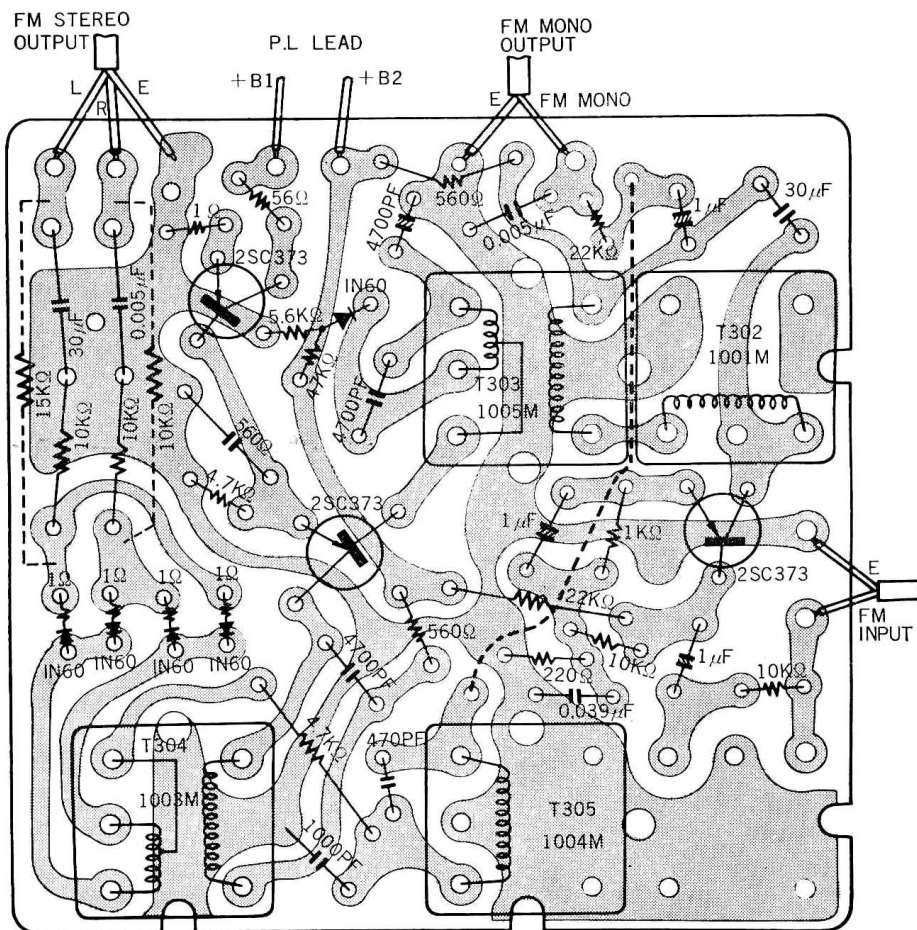 FM STEREO
OUTPUT
L
R
E
P.L LEAD
+B1
+B2
FM MONO
OUTPUT
E
FM MONO
1Ω
56Ω
4700PF
560Ω
0.005μF
22KΩ
1μF
30μF
2SC373
IN60
5.6KΩ
47KΩ
30μF
0.005μF
15KΩ
10KΩ
10KΩ
10KΩ
560Ω
4700PF
T303
1005M
T302
1001M
4.7KΩ
2SC373
1μF
1KΩ
2SC373
E
FM
INPUT
1Ω
1Ω
1Ω
1Ω
IN60
IN60
IN60
IN60
22KΩ
560Ω
10KΩ
220Ω
1μF
10KΩ
0.039μF
4700PF
4.7KΩ
470PF
T304
1003M
1000PF
T305
1004M